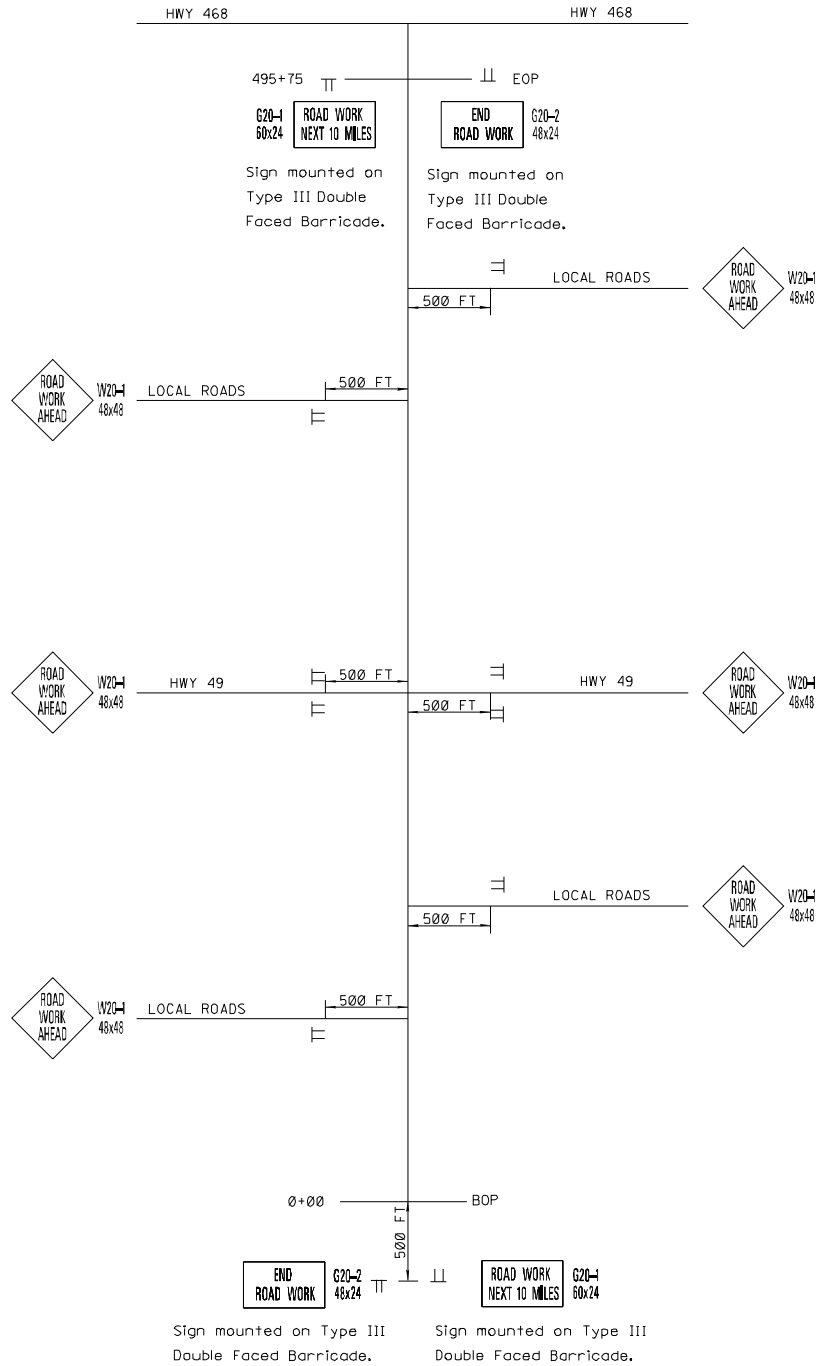 HWY 468
HWY 468
495+75
EOP
G20-1
60x24
ROAD WORK
NEXT 10 MILES
END
ROAD WORK
G20-2
48x24
Sign mounted on
Type III Double
Faced Barricade.
Sign mounted on
Type III Double
Faced Barricade.
LOCAL ROADS
500 FT
ROAD
WORK
AHEAD
W20-1
48x48
ROAD
WORK
AHEAD
W20-1
48x48
LOCAL ROADS
500 FT
ROAD
WORK
AHEAD
W20-1
48x48
HWY 49
500 FT
500 FT
HWY 49
ROAD
WORK
AHEAD
W20-1
48x48
LOCAL ROADS
500 FT
ROAD
WORK
AHEAD
W20-1
48x48
ROAD
WORK
AHEAD
W20-1
48x48
LOCAL ROADS
500 FT
0+00
BOP
500 FT
END
ROAD WORK
G20-2
48x24
ROAD WORK
NEXT 10 MILES
G20-1
60x24
Sign mounted on Type III
Double Faced Barricade.
Sign mounted on Type III
Double Faced Barricade.